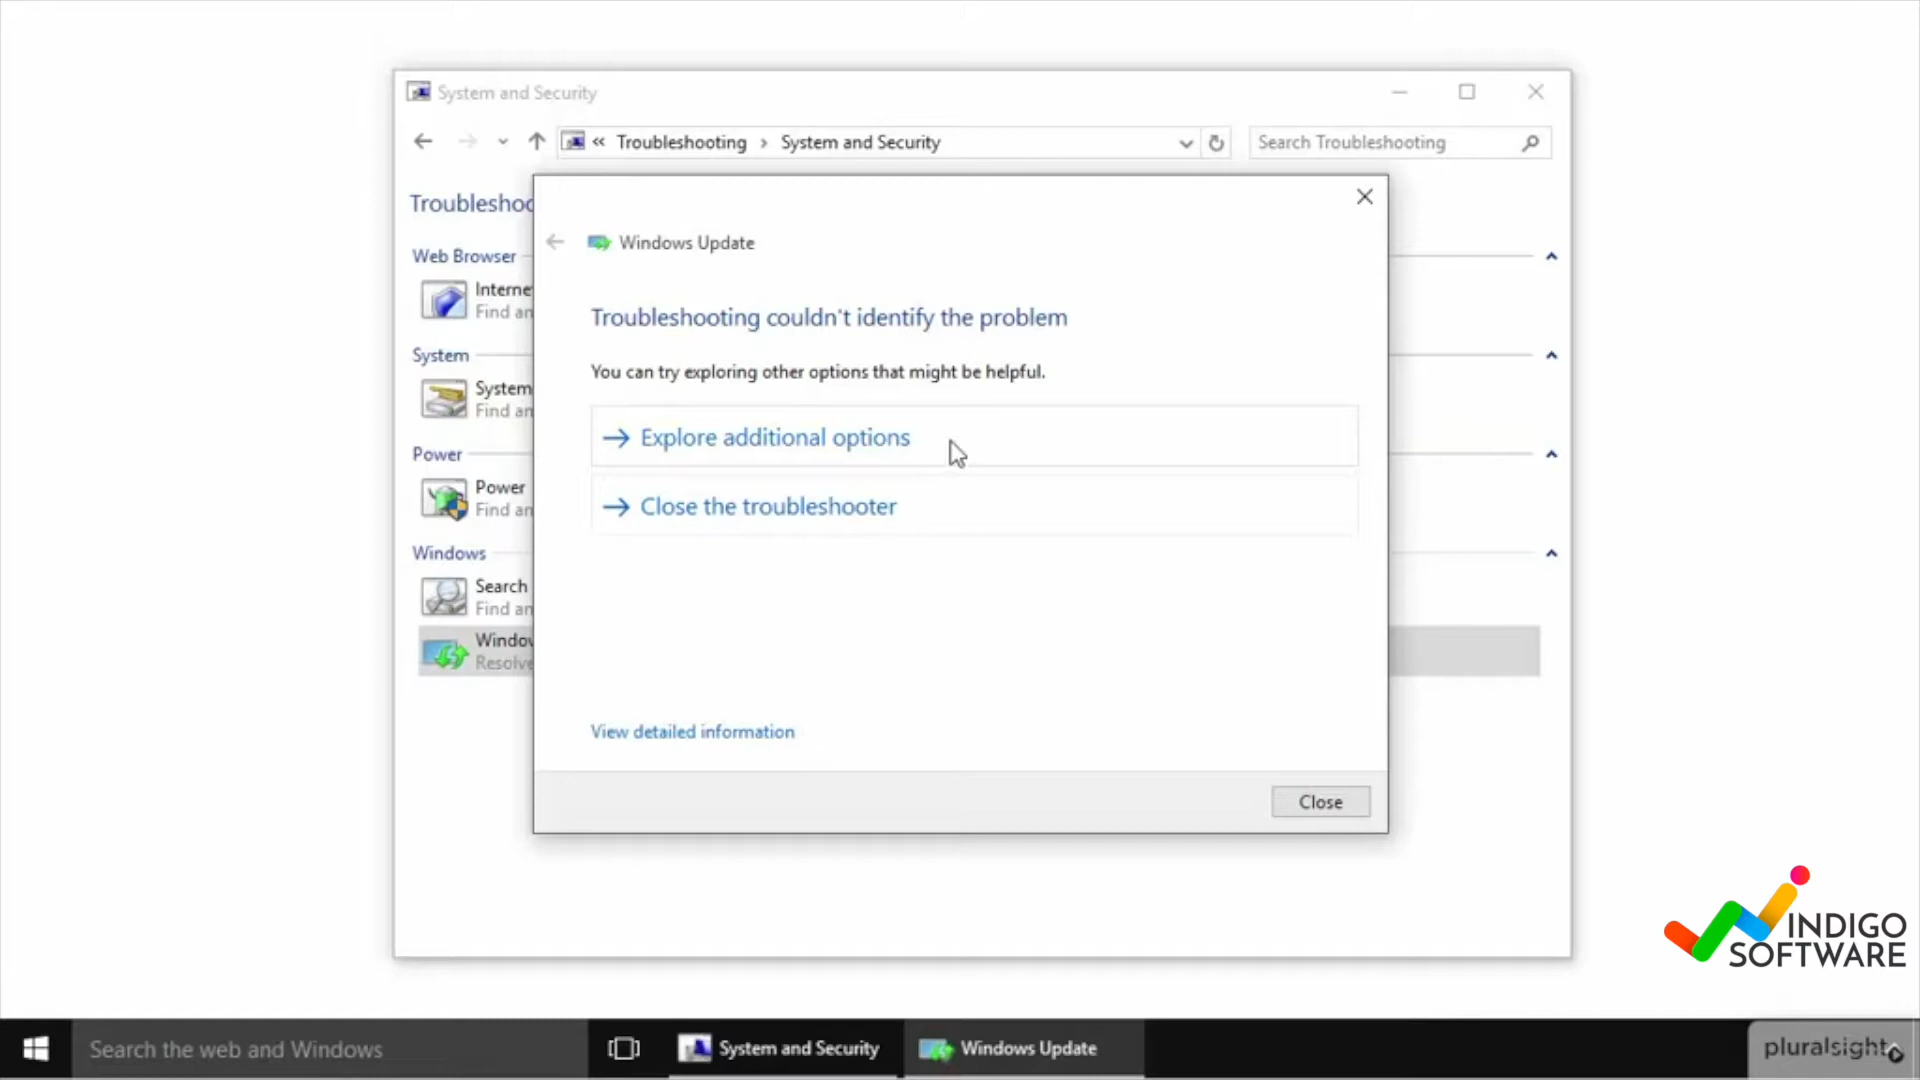 System and Security
« Troubleshooting › System and Security
Search Troubleshooting
Troubleshoo
Web Browser
Interne
Find an
System
System
Find an
Power
Power
Find an
Windows
Search
Find an
Window
Resolve
Windows Update
Troubleshooting couldn't identify the problem
You can try exploring other options that might be helpful.
Explore additional options
Close the troubleshooter
View detailed information
Close
INDIGO
SOFTWARE
Search the web and Windows
System and Security
Windows Update
pluralsight